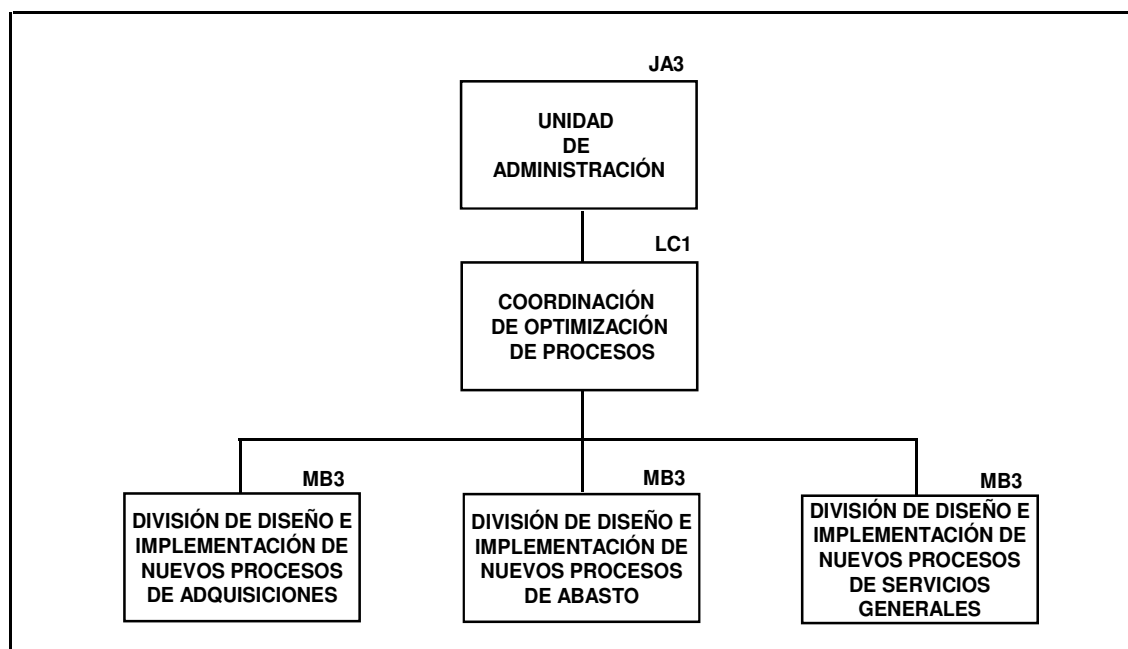 JA3
UNIDAD
DE
ADMINISTRACIÓN
LC1
COORDINACIÓN
DE OPTIMIZACIÓN
DE PROCESOS
MB3
DIVISIÓN DE DISEÑO E
IMPLEMENTACIÓN DE
NUEVOS PROCESOS
DE ADQUISICIONES
MB3
DIVISIÓN DE DISEÑO E
IMPLEMENTACIÓN DE
NUEVOS PROCESOS
DE ABASTO
MB3
DIVISIÓN DE DISEÑO E
IMPLEMENTACIÓN DE
NUEVOS PROCESOS
DE SERVICIOS
GENERALES